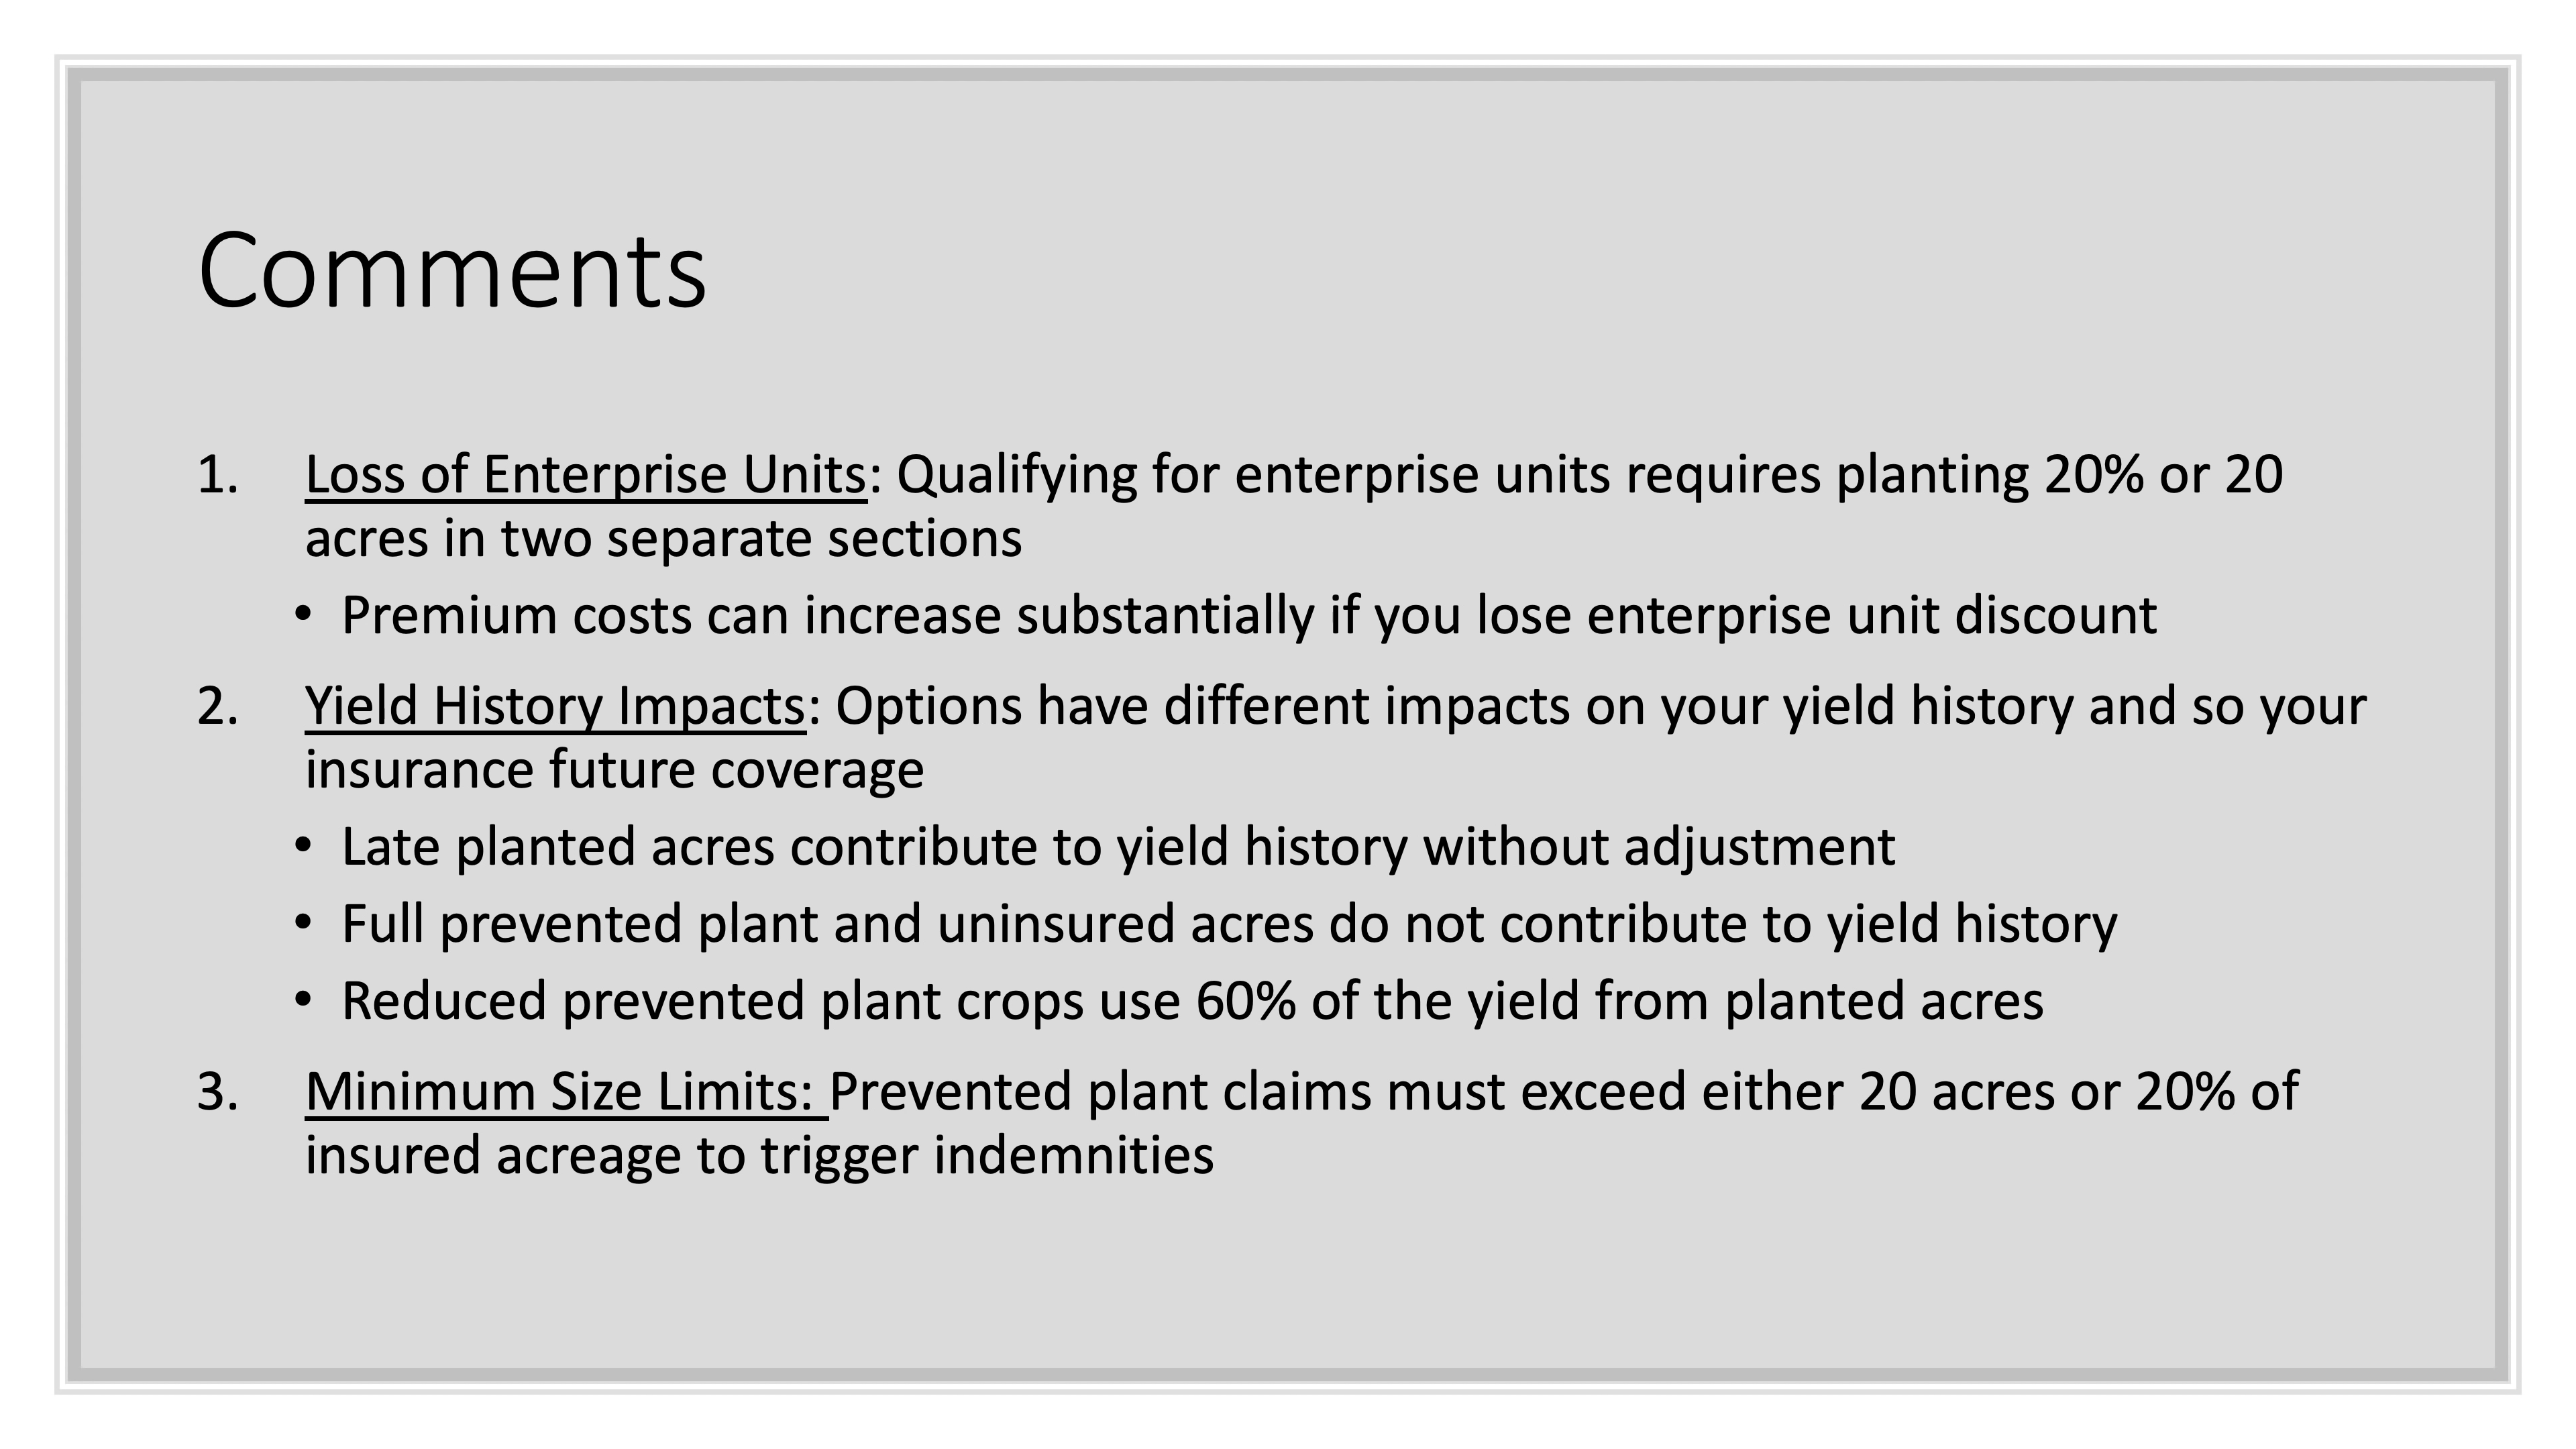 Comments
1. Loss of Enterprise Units: Qualifying for enterprise units requires planting 20% or 20
acres in two separate sections
• Premium costs can increase substantially if you lose enterprise unit discount
2. Yield History Impacts: Options have different impacts on your yield history and so your
insurance future coverage
• Late planted acres contribute to yield history without adjustment
• Full prevented plant and uninsured acres do not contribute to yield history
• Reduced prevented plant crops use 60% of the yield from planted acres
3. Minimum Size Limits: Prevented plant claims must exceed either 20 acres or 20% of
insured acreage to trigger indemnities